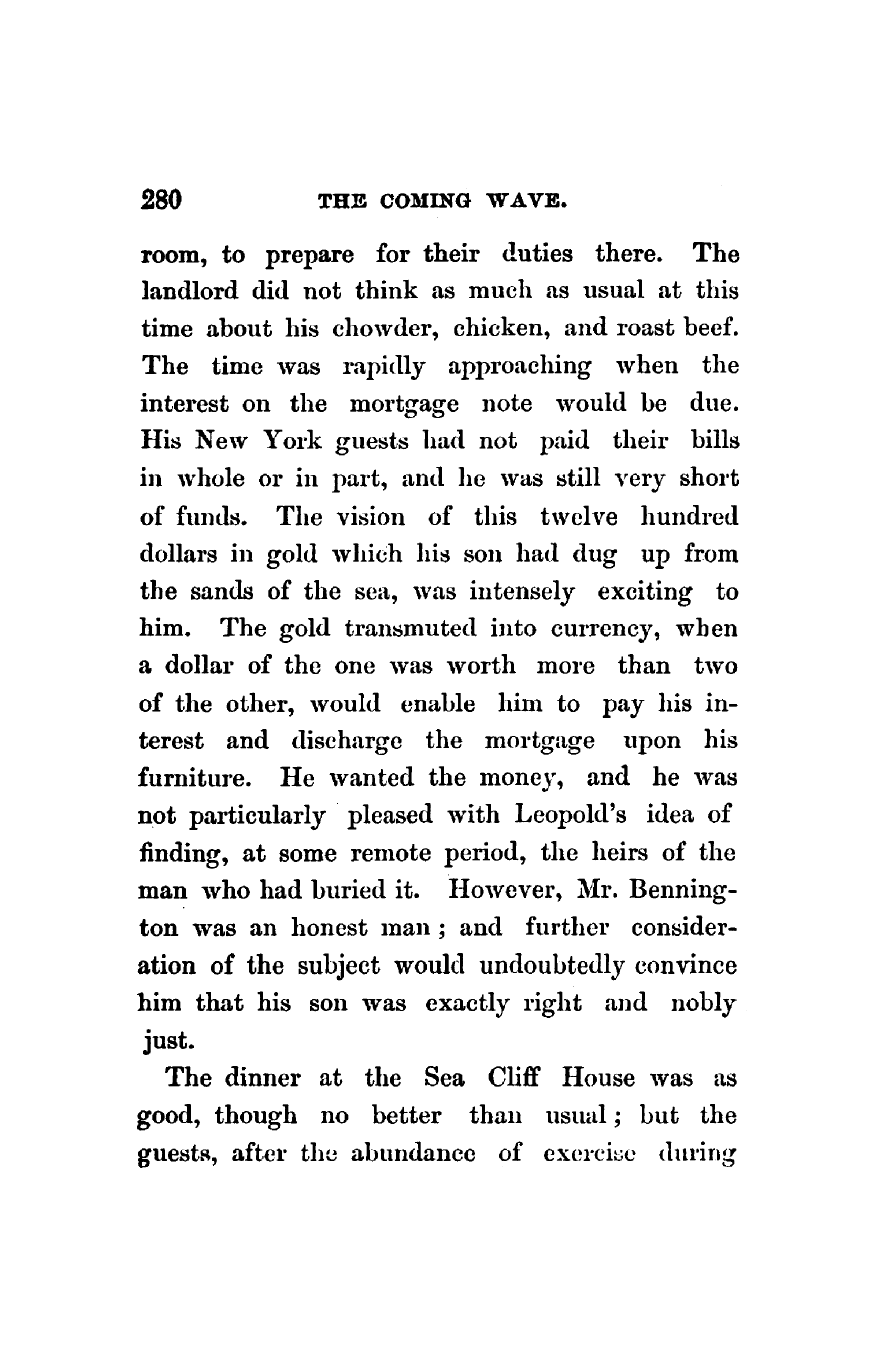 280 THE COMING WAVE.
room, to prepare for their duties there. The
landlord did not think as much as usual at this
time about his chowder, chicken, and roast beef.
The time was rapidly approaching when the
interest on the mortgage note would be due.
His New York guests had not paid their bills
in whole or in part, and he was still very short
of funds. The vision of this twelve hundred
dollars in gold which his son had dug up from
the sands of the sea, was intensely exciting to
him. The gold transmuted into currency, when
a dollar of the one was worth more than two
of the other, would enable him to pay his in-
terest and discharge the mortgage upon his
furniture. He wanted the money, and he was
not particularly pleased with Leopold's idea of
finding, at some remote period, the heirs of the
man who had buried it. However, Mr. Benning-
ton was an honest man; and further consider-
ation of the subject would undoubtedly convince
him that his son was exactly right and nobly
just.
The dinner at the Sea Cliff House was as
good, though no better than usual; but the
guests, after the abundance of exercise during